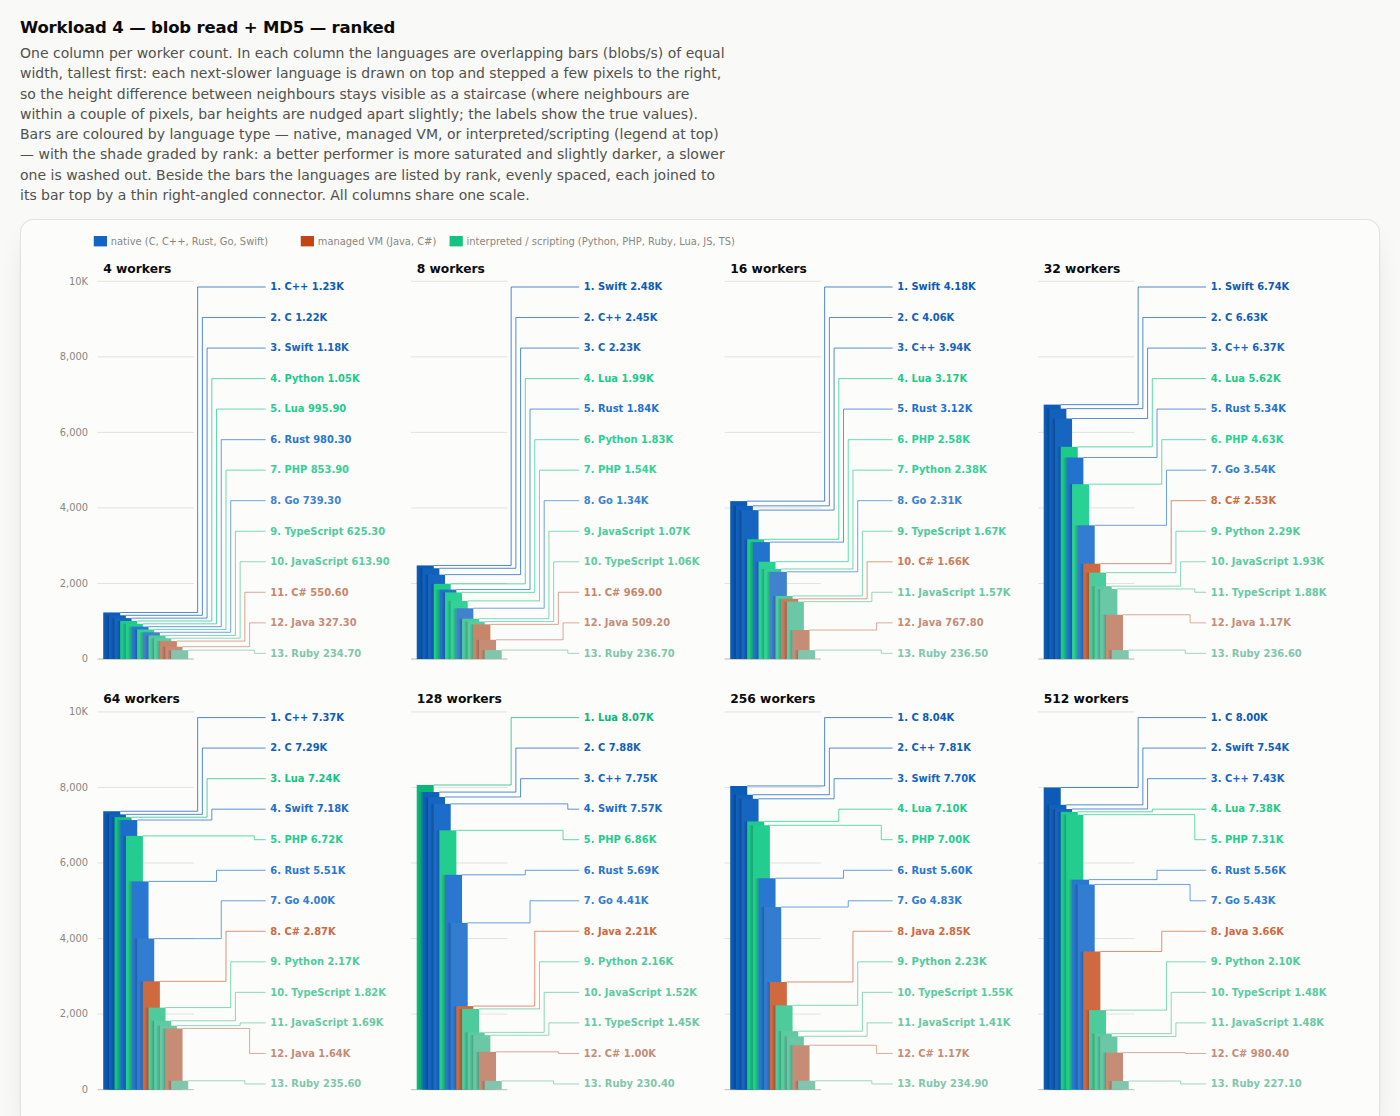 Workload 4 — blob read + MD5 — ranked
One column per worker count. In each column the languages are overlapping bars (blobs/s) of equal
width, tallest first: each next-slower language is drawn on top and stepped a few pixels to the right,
so the height difference between neighbours stays visible as a staircase (where neighbours are
within a couple of pixels, bar heights are nudged apart slightly; the labels show the true values).
Bars are coloured by language type — native, managed VM, or interpreted/scripting (legend at top)
— with the shade graded by rank: a better performer is more saturated and slightly darker, a slower
one is washed out. Beside the bars the languages are listed by rank, evenly spaced, each joined to
its bar top by a thin right-angled connector. All columns share one scale.
native (C, C++, Rust, Go, Swift)
managed VM (Java, C#)
interpreted / scripting (Python, PHP, Ruby, Lua, JS, TS)
4 workers
10K
8,000
6,000
4,000
2,000
0
1. C++ 1.23K
2. C 1.22K
3. Swift 1.18K
4. Python 1.05K
5. Lua 995.90
6. Rust 980.30
7. PHP 853.90
8. Go 739.30
9. TypeScript 625.30
10. JavaScript 613.90
11. C# 550.60
12. Java 327.30
13. Ruby 234.70
8 workers
1. Swift 2.48K
2. C++ 2.45K
3. C 2.23K
4. Lua 1.99K
5. Rust 1.84K
6. Python 1.83K
7. PHP 1.54K
8. Go 1.34K
9. JavaScript 1.07K
10. TypeScript 1.06K
11. C# 969.00
12. Java 509.20
13. Ruby 236.70
16 workers
1. Swift 4.18K
2. C 4.06K
3. C++ 3.94K
4. Lua 3.17K
5. Rust 3.12K
6. PHP 2.58K
7. Python 2.38K
8. Go 2.31K
9. TypeScript 1.67K
10. C# 1.66K
11. JavaScript 1.57K
12. Java 767.80
13. Ruby 236.50
32 workers
1. Swift 6.74K
2. C 6.63K
3. C++ 6.37K
4. Lua 5.62K
5. Rust 5.34K
6. PHP 4.63K
7. Go 3.54K
8. C# 2.53K
9. Python 2.29K
10. JavaScript 1.93K
11. TypeScript 1.88K
12. Java 1.17K
13. Ruby 236.60
64 workers
10K
8,000
6,000
4,000
2,000
0
1. C++ 7.37K
2. C 7.29K
3. Lua 7.24K
4. Swift 7.18K
5. PHP 6.72K
6. Rust 5.51K
7. Go 4.00K
8. C# 2.87K
9. Python 2.17K
10. TypeScript 1.82K
11. JavaScript 1.69K
12. Java 1.64K
13. Ruby 235.60
128 workers
1. Lua 8.07K
2. C 7.88K
3. C++ 7.75K
4. Swift 7.57K
5. PHP 6.86K
6. Rust 5.69K
7. Go 4.41K
8. Java 2.21K
9. Python 2.16K
10. JavaScript 1.52K
11. TypeScript 1.45K
12. C# 1.00K
13. Ruby 230.40
256 workers
1. C 8.04K
2. C++ 7.81K
3. Swift 7.70K
4. Lua 7.10K
5. PHP 7.00K
6. Rust 5.60K
7. Go 4.83K
8. Java 2.85K
9. Python 2.23K
10. TypeScript 1.55K
11. JavaScript 1.41K
12. C# 1.17K
13. Ruby 234.90
512 workers
1. C 8.00K
2. Swift 7.54K
3. C++ 7.43K
4. Lua 7.38K
5. PHP 7.31K
6. Rust 5.56K
7. Go 5.43K
8. Java 3.66K
9. Python 2.10K
10. TypeScript 1.48K
11. JavaScript 1.48K
12. C# 980.40
13. Ruby 227.10